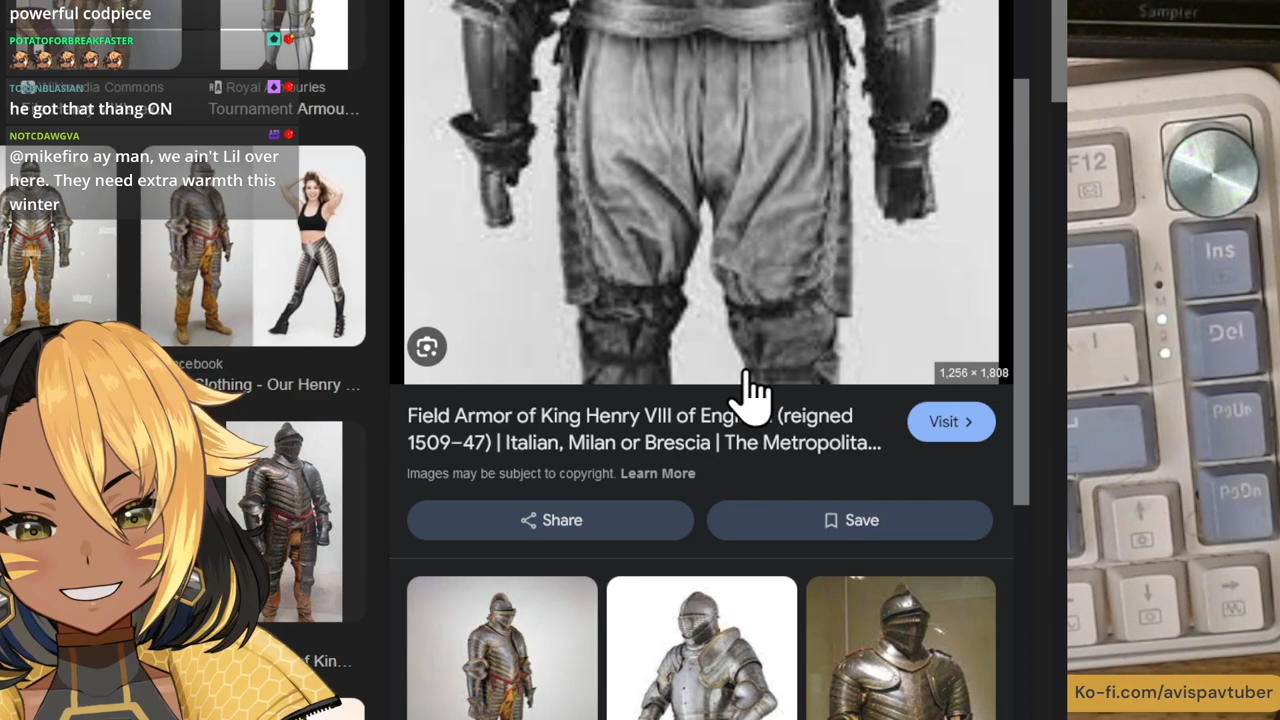 powerful codpiece
POTATOFORBREAKFASTER
Sampler
he got that thang ON
Tournament Armou...
NOTCDAWGVA
@mikefiro ay man, we ain't Lil over
here. They need extra warmth this
winter
F12
Ins
Del
PgUp
PgDn
Clothing - Our Henry ...
1,256 × 1,808
Field Armor of King Henry VIII of (reigned
1509–47) | Italian, Milan or Brescia | The Metropolita...
Visit >
Images may be subject to copyright. Learn More
Share
Save
of Kin...
Ko-fi.com/avispavtuber